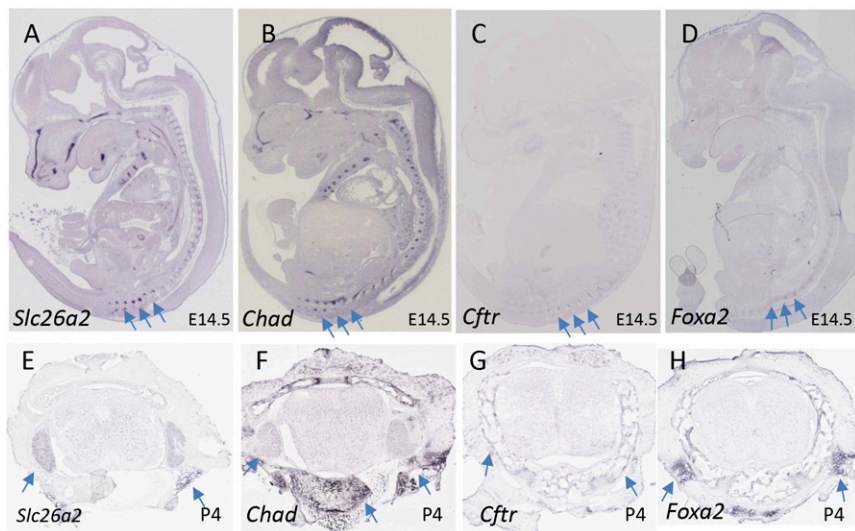 A
B
C
D
Slc26a2 E14.5
Chad E14.5
Cftr E14.5
Foxa2 E14.5
E
F
G
H
Slc26a2 P4
Chad P4
Cftr P4
Foxa2 P4